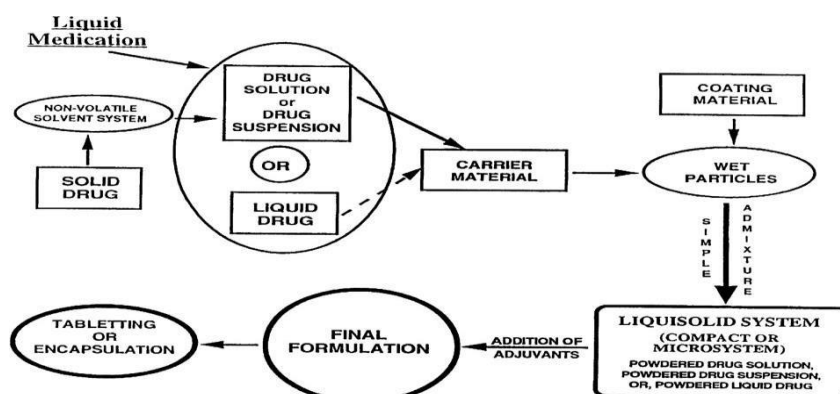 Liquid
Medication
NON-VOLATILE
SOLVENT SYSTEM
SOLID
DRUG
DRUG
SOLUTION
or
DRUG
SUSPENSION
OR
LIQUID
DRUG
CARRIER
MATERIAL
COATING
MATERIAL
WET
PARTICLES
SIMPLE
ADMIXTURE
LIQUISOLID SYSTEM
(COMPACT OR
MICROSYSTEM)
POWDERED DRUG SOLUTION,
POWDERED DRUG SUSPENSION,
OR, POWDERED LIQUID DRUG
ADDITION OF
ADJUVANTS
FINAL
FORMULATION
TABLETTING
OR
ENCAPSULATION